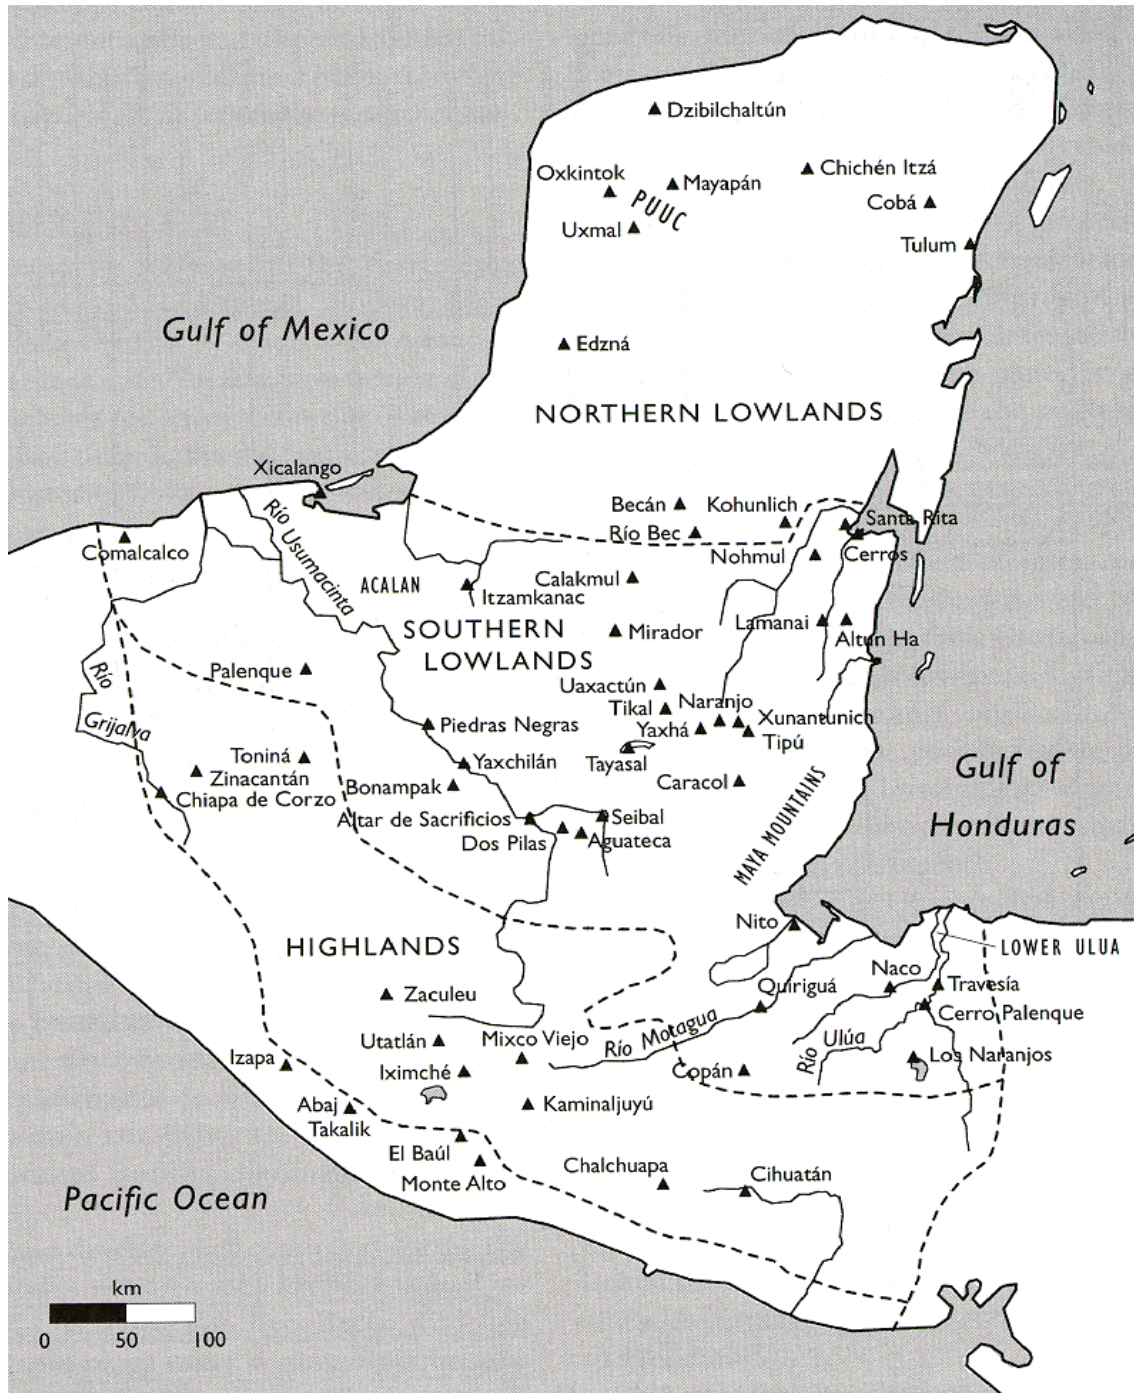 Dzibilchaltún
Oxkintok
Mayapán
Chichén Itzá
PUUC
Cobá
Uxmal
Tulum
Gulf of Mexico
Edzná
NORTHERN LOWLANDS
Xicalango
Becán
Kohunlich
Río Usumacinta
Santa Rita
Río Bec
Comalcalco
Nohmul
Cerros
ACALAN
Calakmul
Itzamkanac
SOUTHERN
LOWLANDS
Mirador
Lamanai
Altun Ha
Palenque
Río
Grijalva
Uaxactún
Tikal
Naranjo
Piedras Negras
Yaxhá
Xunantunich
Tipú
Toniná
Zinacantán
Yaxchilán
Tayasal
Gulf of
Honduras
Chiapa de Corzo
Bonampak
Caracol
MAYA MOUNTAINS
Altar de Sacrificios
Seibal
Dos Pilas
Aguateca
Nito
HIGHLANDS
LOWER ULUA
Naco
Zaculeu
Quiriguá
Travesía
Cerro Palenque
Utatlán
Mixco Viejo
Río Motagua
Río Ulúa
Los Naranjos
Izapa
Iximché
Copán
Abaj
Takalik
Kaminaljuyú
El Baúl
Monte Alto
Chalchuapa
Cihuatán
Pacific Ocean
km
0 50 100